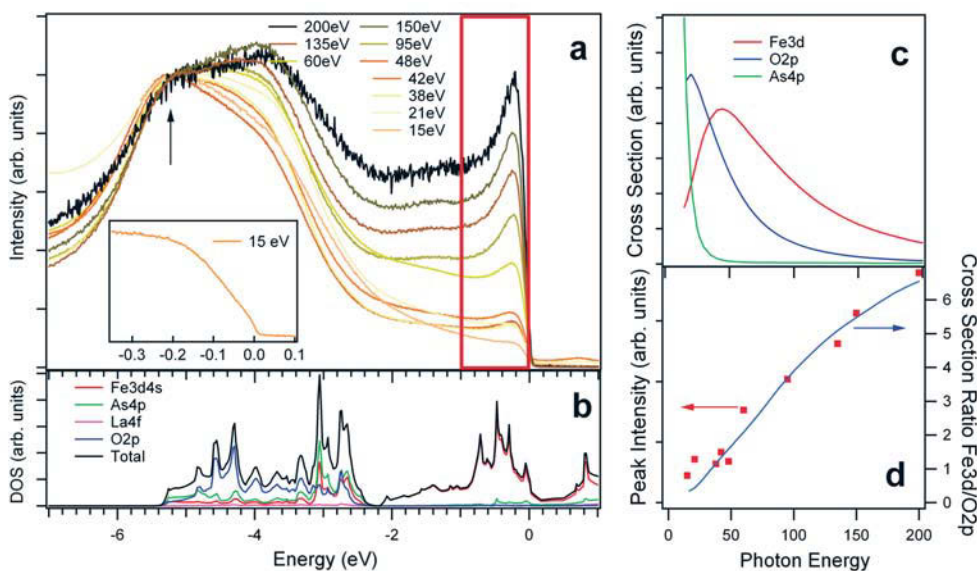 a
200eV 150eV
135eV 95eV
60eV 48eV
42eV
38eV
21eV
15eV
Intensity (arb. units)
15 eV
-0.3 -0.2 -0.1 0.0 0.1
b
Fe3d4s
As4p
La4f
O2p
Total
DOS (arb. units)
-6 -4 -2 0
Energy (eV)
c
Fe3d
O2p
As4p
Cross Section (arb. units)
d
Peak Intensity (arb. units)
Cross Section Ratio Fe3d/O2p
6
5
4
3
2
1
0
0 50 100 150 200
Photon Energy